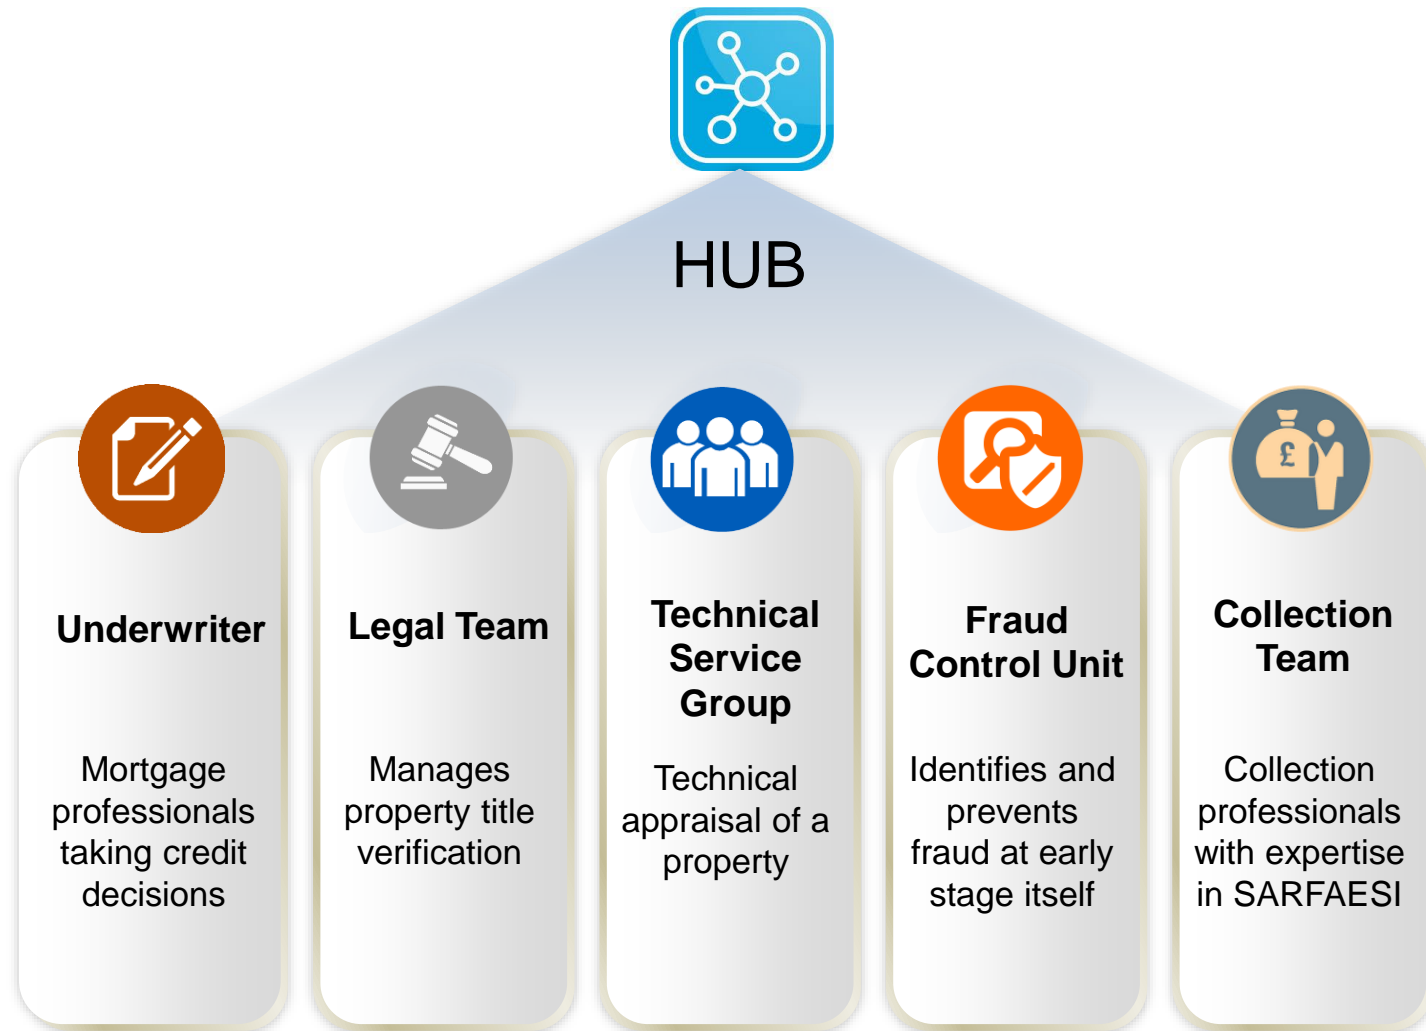 HUB
Underwriter
Mortgage
professionals
taking credit
decisions
Legal Team
Manages
property title
verification
Technical
Service
Group
Technical
appraisal of a
property
Fraud
Control Unit
Identifies and
prevents
fraud at early
stage itself
£
Collection
Team
Collection
professionals
with expertise
in SARFAESI